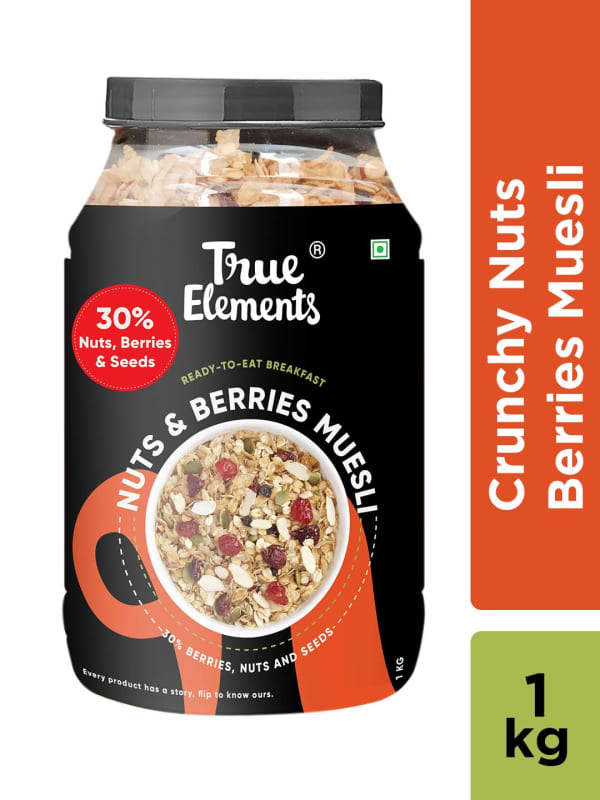 True
Elements
®
30%
Nuts, Berries
& Seeds
READY-TO-EAT BREAKFAST
NUTS & BERRIES MUESLI
30% BERRIES, NUTS AND SEEDS
Every product has a story, flip to know ours.
1 KG
Crunchy Nuts
Berries Muesli
1
kg